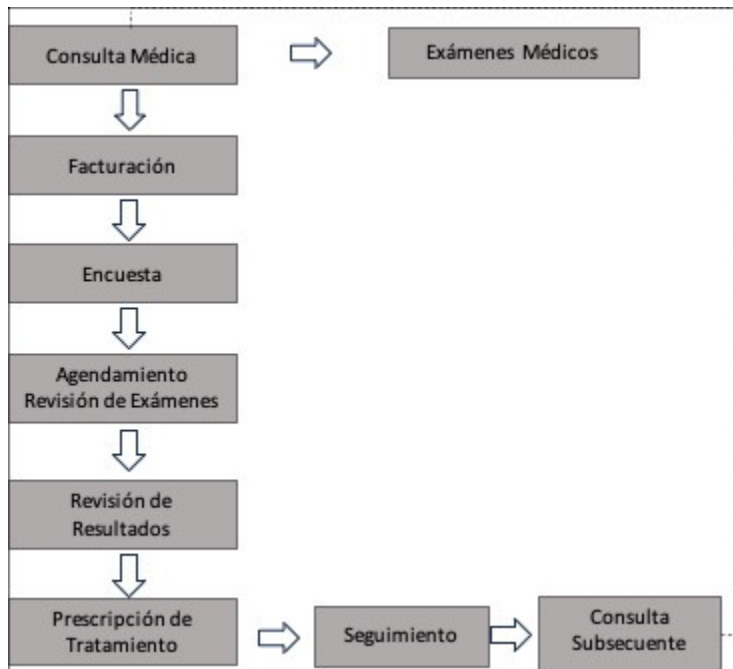 Consulta Médica
Exámenes Médicos
Facturación
Encuesta
Agendamiento
Revisión de Exámenes
Revisión de
Resultados
Prescripción de
Tratamiento
Seguimiento
Consulta
Subsecuente